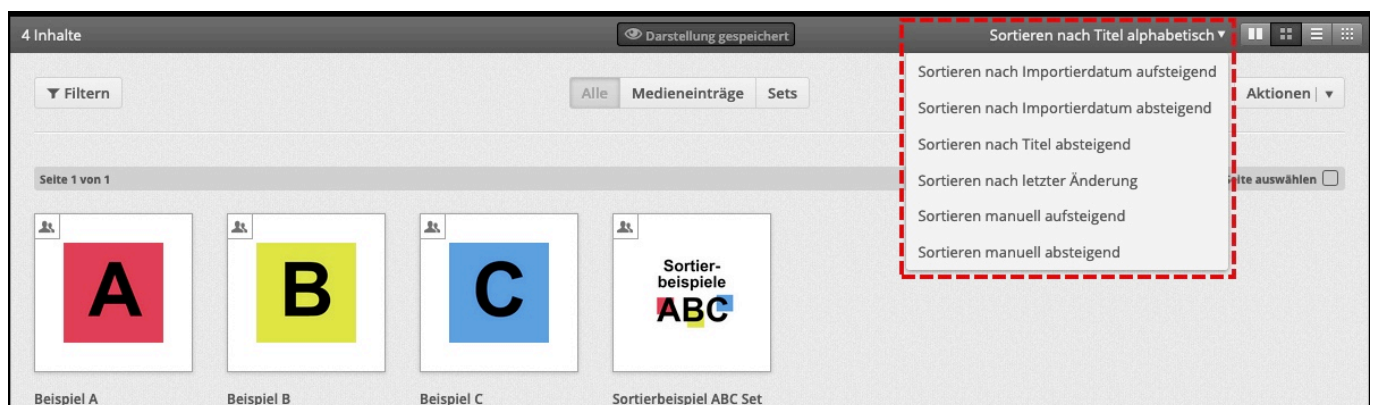 4 Inhalte
Darstellung gespeichert
Sortieren nach Titel alphabetisch
Sortieren nach Importierdatum aufsteigend
Sortieren nach Importierdatum absteigend
Sortieren nach Titel absteigend
Sortieren nach letzter Änderung
Sortieren manuell aufsteigend
Sortieren manuell absteigend
Filtern
Alle Medieneinträge Sets
Aktionen
Seite 1 von 1
Seite auswählen
A
B
C
Sortier-
beispiele
ABC
Beispiel A
Beispiel B
Beispiel C
Sortierbeispiel ABC Set